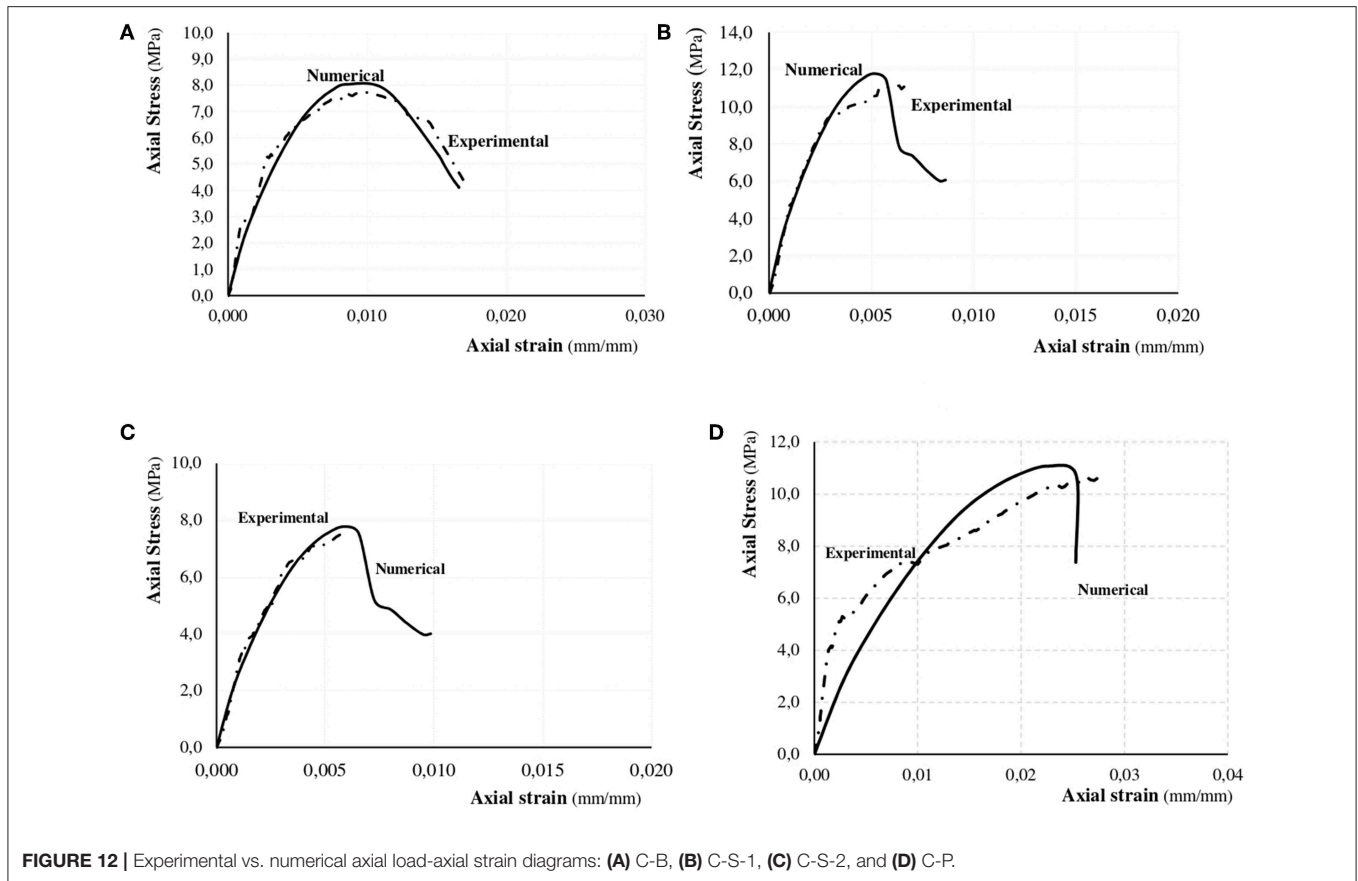 A
Axial Stress (MPa)
10,0
9,0
8,0
7,0
6,0
5,0
4,0
3,0
2,0
1,0
0,0
Numerical
Experimental
0,000 0,010 0,020 0,030
Axial strain (mm/mm)
B
Axial Stress (MPa)
14,0
12,0
10,0
8,0
6,0
4,0
2,0
0,0
Numerical
Experimental
0,000 0,005 0,010 0,015 0,020
Axial strain (mm/mm)
C
Axial Stress (MPa)
10,0
8,0
6,0
4,0
2,0
0,0
Experimental
Numerical
0,000 0,005 0,010 0,015 0,020
Axial strain (mm/mm)
D
Axial Stress (MPa)
12,0
10,0
8,0
6,0
4,0
2,0
0,0
Experimental
Numerical
0,00 0,01 0,02 0,03 0,04
Axial strain (mm/mm)
FIGURE 12 | Experimental vs. numerical axial load-axial strain diagrams: (A) C-B, (B) C-S-1, (C) C-S-2, and (D) C-P.